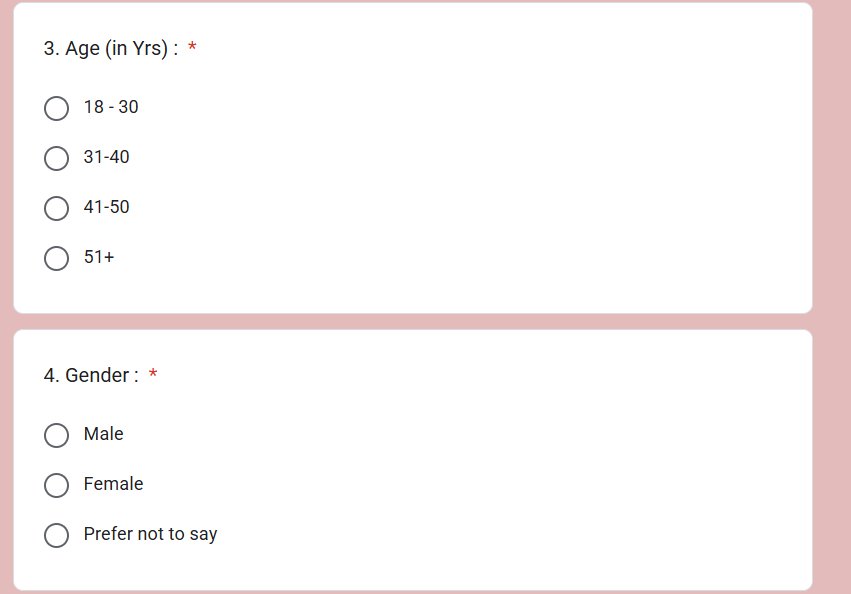 3. Age (in Yrs) : *
18 - 30
31-40
41-50
51+
4. Gender : *
Male
Female
Prefer not to say